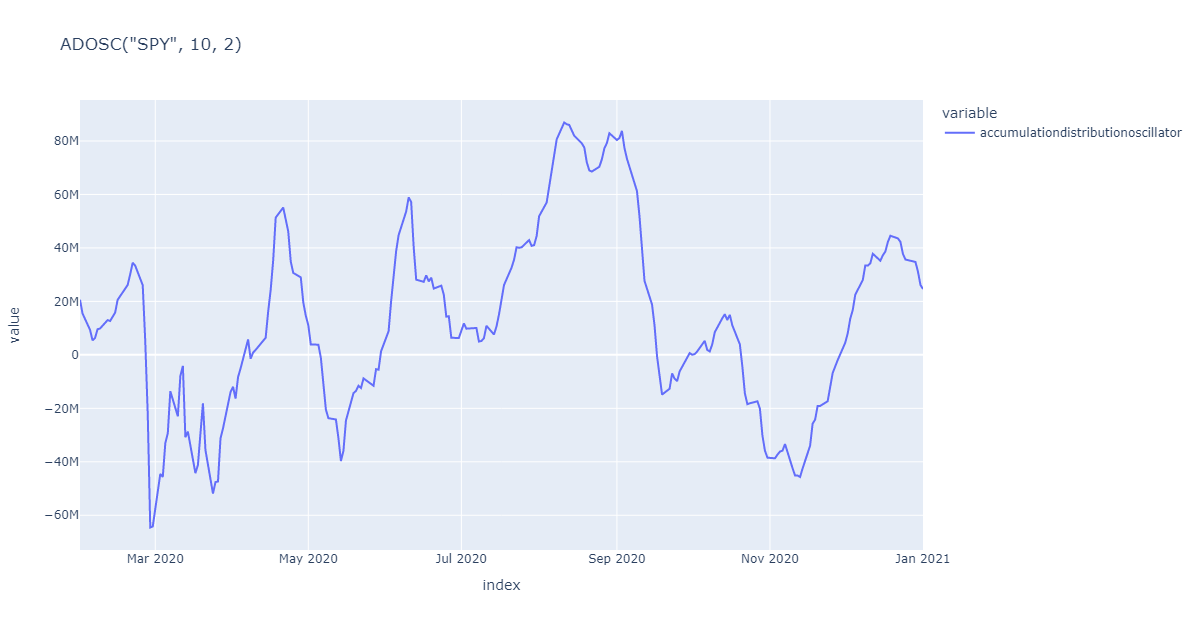 ADOSC("SPY", 10, 2)
variable
accumulationdistributionoscillator
80M
60M
40M
20M
0
−20M
−40M
−60M
value
Mar 2020
May 2020
Jul 2020
Sep 2020
Nov 2020
Jan 2021
index